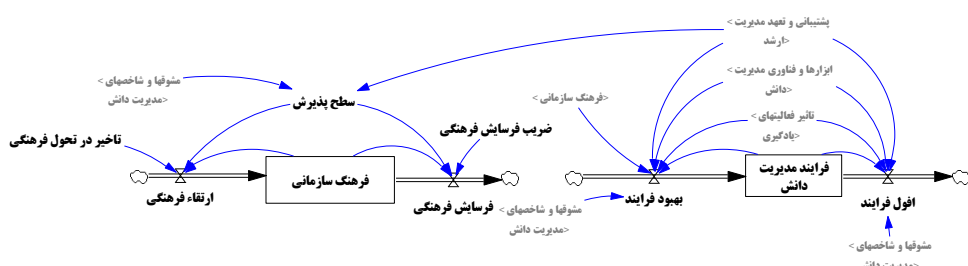 <پشتیبانی و تعهد مدیریت
ارشد>
<ابزارها و فناوری مدیریت
دانش>
<مشوقها و شاخصهای
مدیریت دانش>
<فرهنگ سازمانی>
سطح پذیرش
<تاثیر فعالیتهای
یادگیری>
ضریب فرسایش فرهنگی
تاخیر در تحول فرهنگی
فرایند مدیریت
دانش
فرهنگ سازمانی
افول فرایند
بهبود فرایند
فرسایش فرهنگی
ارتقاء فرهنگی
<مشوقها و شاخصهای
مدیریت دانش>
<مشوقها و شاخصهای
مدیریت دانش>